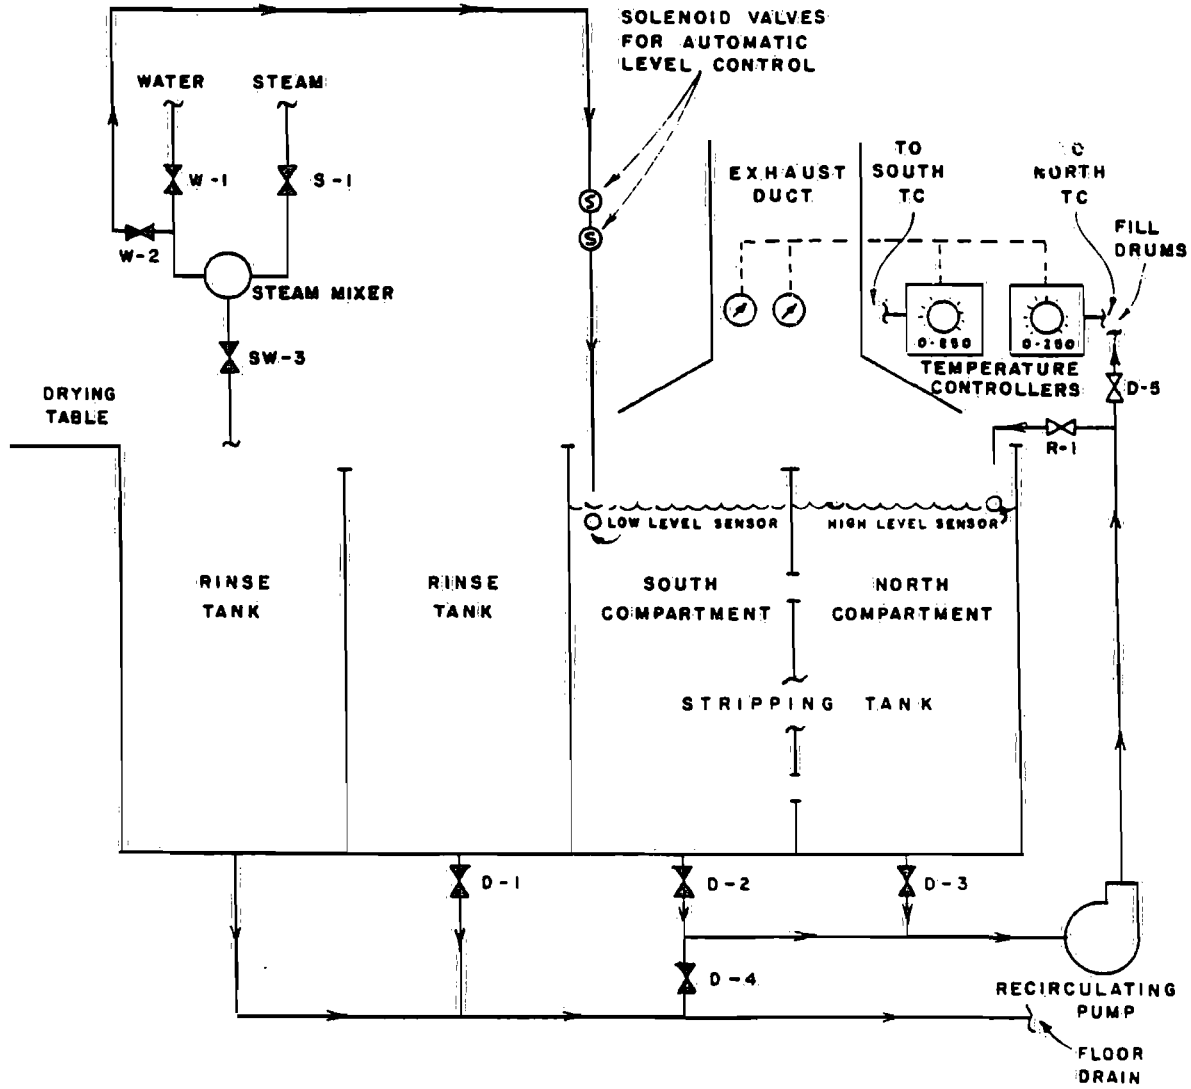 SOLENOID VALVES
FOR AUTOMATIC
LEVEL CONTROL
WATER
STEAM
W-1
S-1
W-2
STEAM MIXER
SW-3
S
S
EXHAUST
DUCT
TO
SOUTH
TC
TO
NORTH
TC
FILL
DRUMS
0-250
TEMPERATURE
CONTROLLERS
D-5
R-1
DRYING
TABLE
LOW LEVEL SENSOR
HIGH LEVEL SENSOR
RINSE
TANK
RINSE
TANK
SOUTH
COMPARTMENT
NORTH
COMPARTMENT
STRIPPING TANK
D-1
D-2
D-3
D-4
RECIRCULATING
PUMP
FLOOR
DRAIN